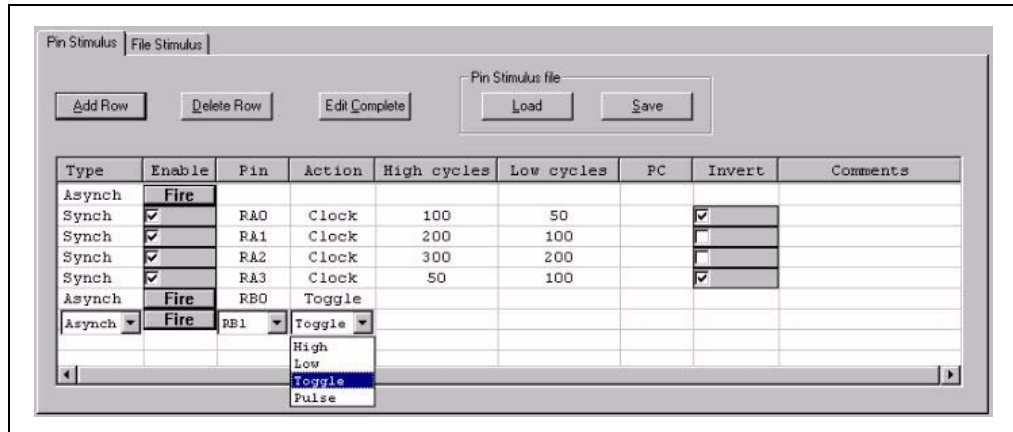 Pin Stimulus File Stimulus
Pin Stimulus file
Add Row Delete Row Edit Complete Load Save
Type Enable Pin Action High cycles Low cycles PC Invert Comments
Asynch Fire
Synch RA0 Clock 100 50
Synch RA1 Clock 200 100
Synch RA2 Clock 300 200
Synch RA3 Clock 50 100
Asynch Fire RB0 Toggle
Asynch Fire RB1 Toggle
High
Low
Toggle
Pulse